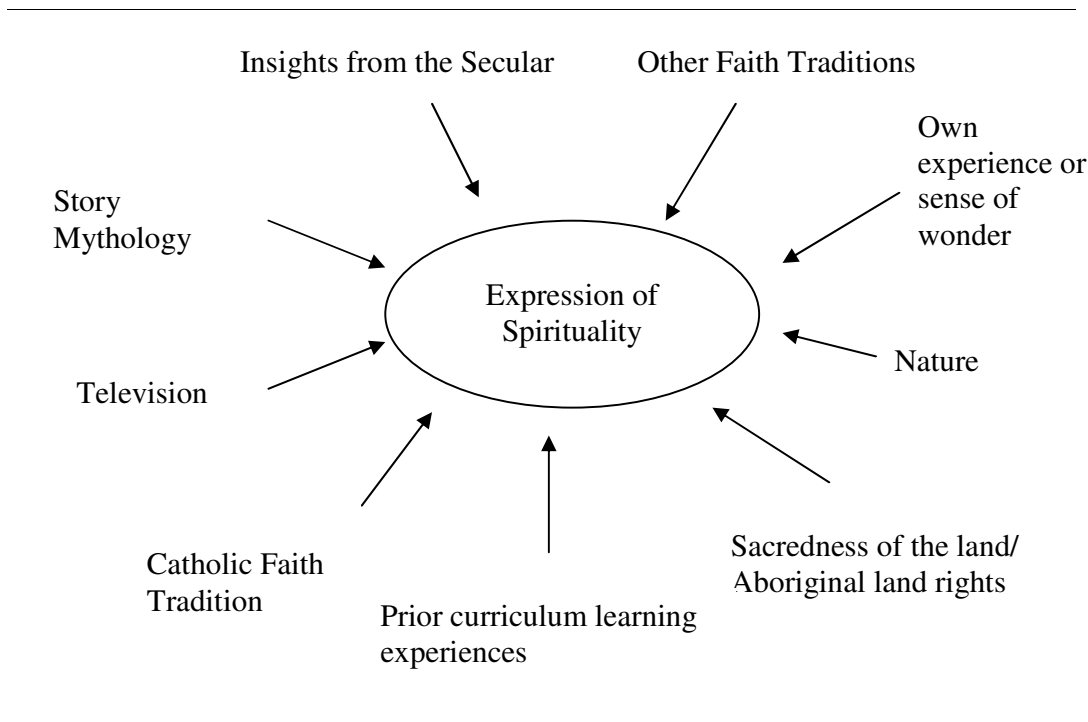 Insights from the Secular
Other Faith Traditions
Own
experience or
sense of
wonder
Story
Mythology
Expression of
Spirituality
Nature
Television
Sacredness of the land/
Aboriginal land rights
Catholic Faith
Tradition
Prior curriculum learning
experiences